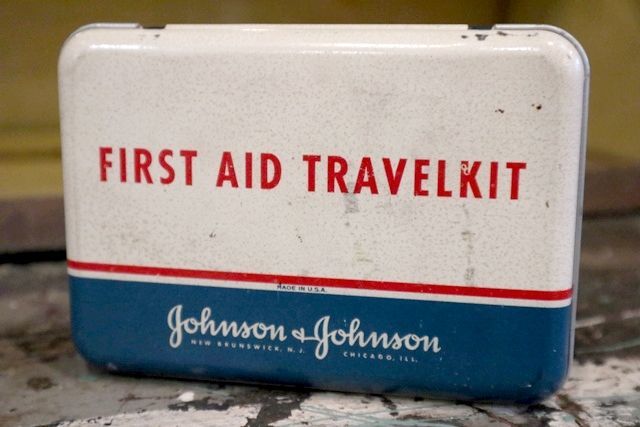 FIRST AID TRAVELKIT
MADE IN U.S.A.
Johnson & Johnson
NEW BRUNSWICK, N. J. CHICAGO, ILL.